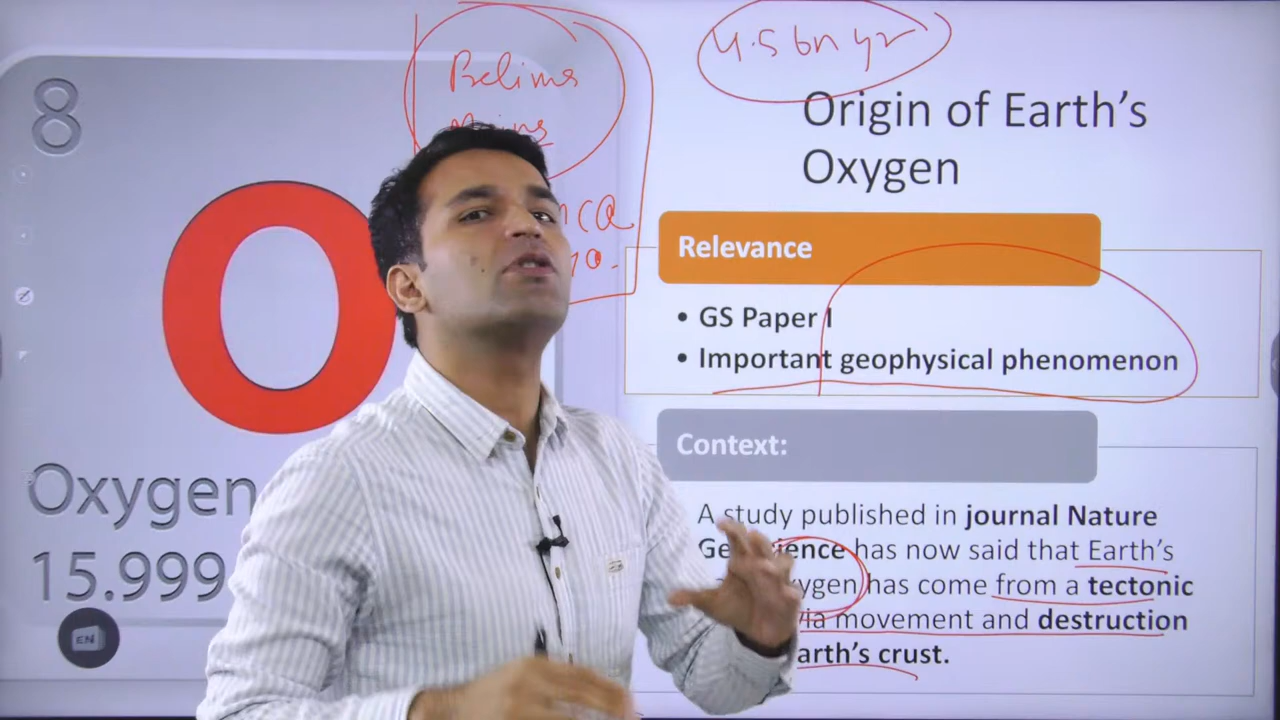 8
O
Oxygen
15.999
EN
Prelims
Mains
4.5 bn yr
Origin of Earth's
Oxygen
Relevance
• GS Paper I
• Important geophysical phenomenon
Context:
A study published in journal Nature
has now said that Earth's
has come from a tectonic
via movement and destruction